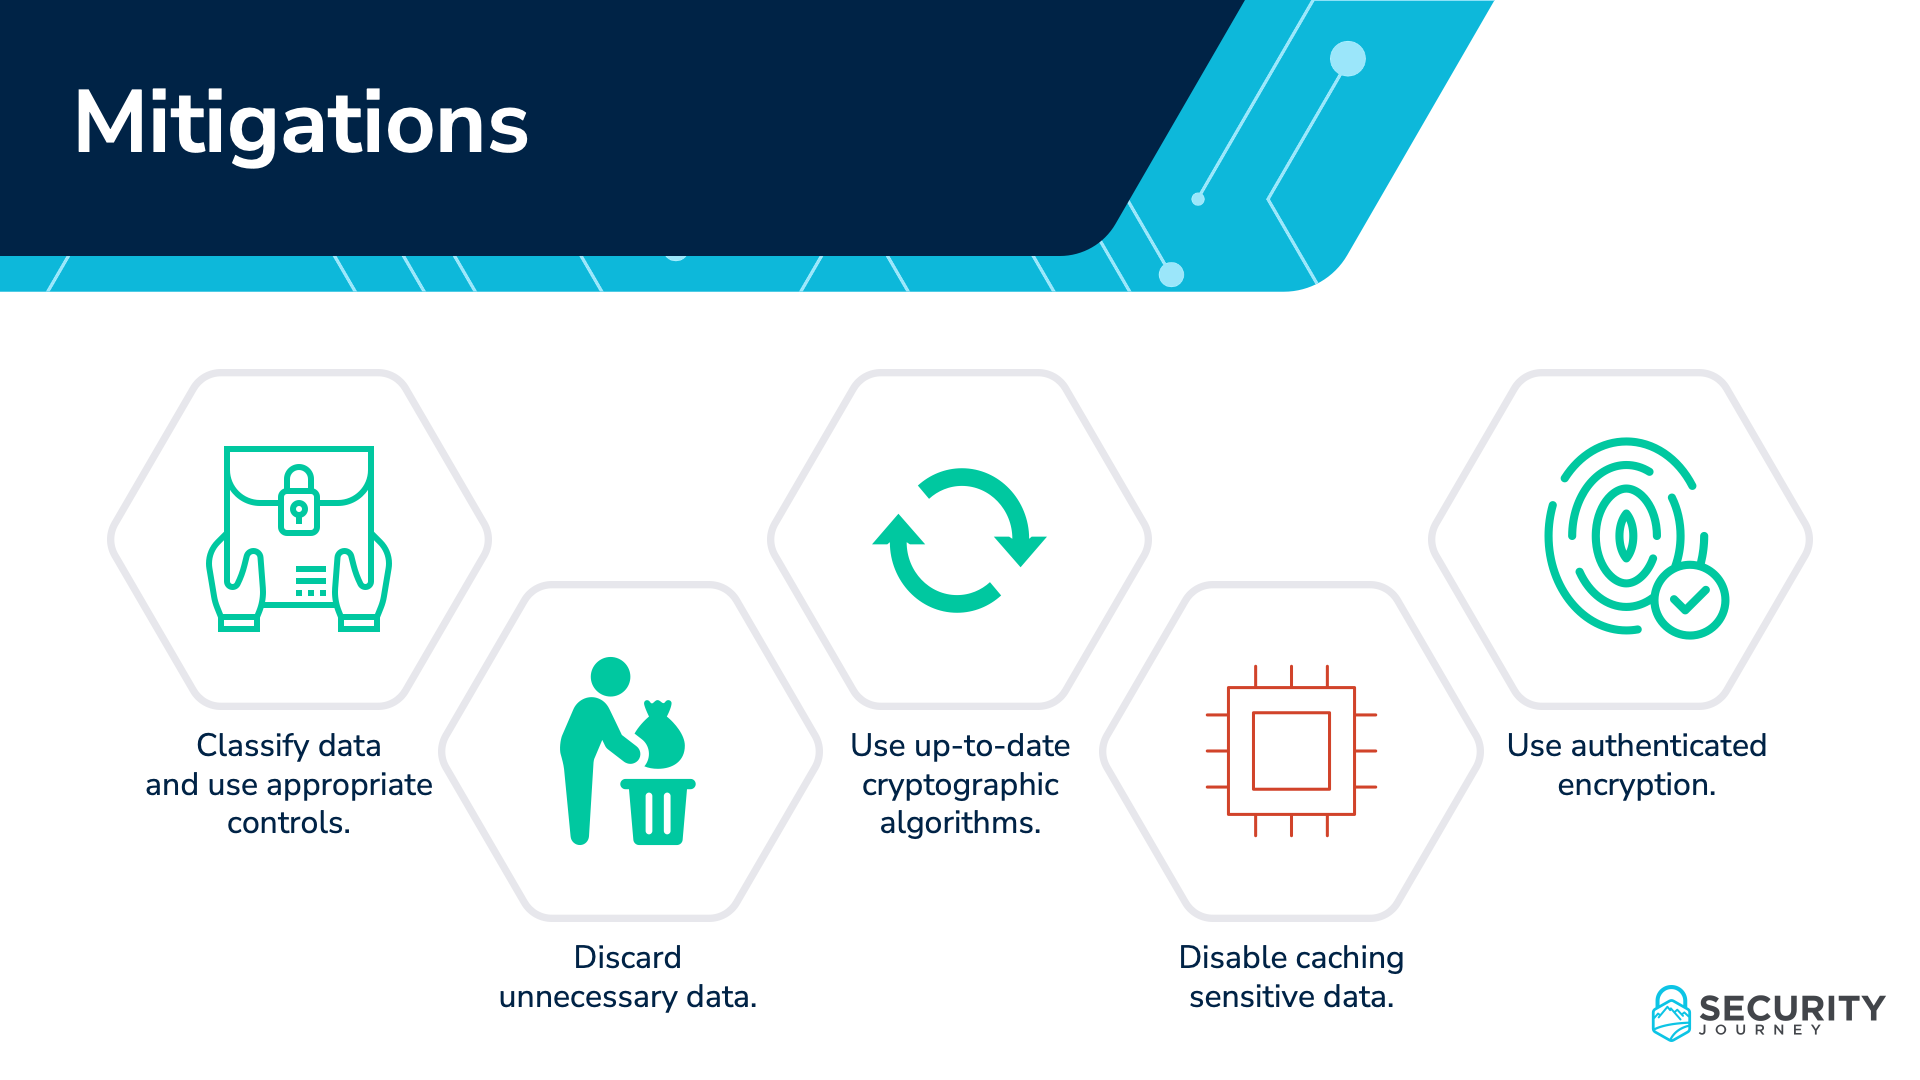 Mitigations
Classify data
and use appropriate
controls.
Discard
unnecessary data.
Use up-to-date
cryptographic
algorithms.
Disable caching
sensitive data.
Use authenticated
encryption.
SECURITY
JOURNEY